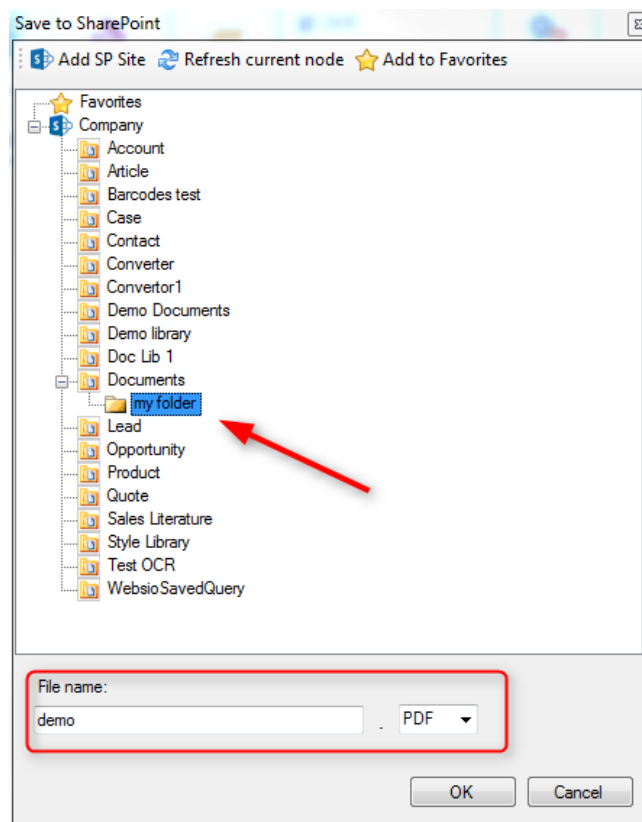 Save to SharePoint
Add SP Site Refresh current node Add to Favorites
Favorites
Company
Account
Article
Barcodes test
Case
Contact
Converter
Convertor1
Demo Documents
Demo library
Doc Lib 1
Documents
my folder
Lead
Opportunity
Product
Quote
Sales Literature
Style Library
Test OCR
WebsioSavedQuery
File name:
demo . PDF
OK Cancel